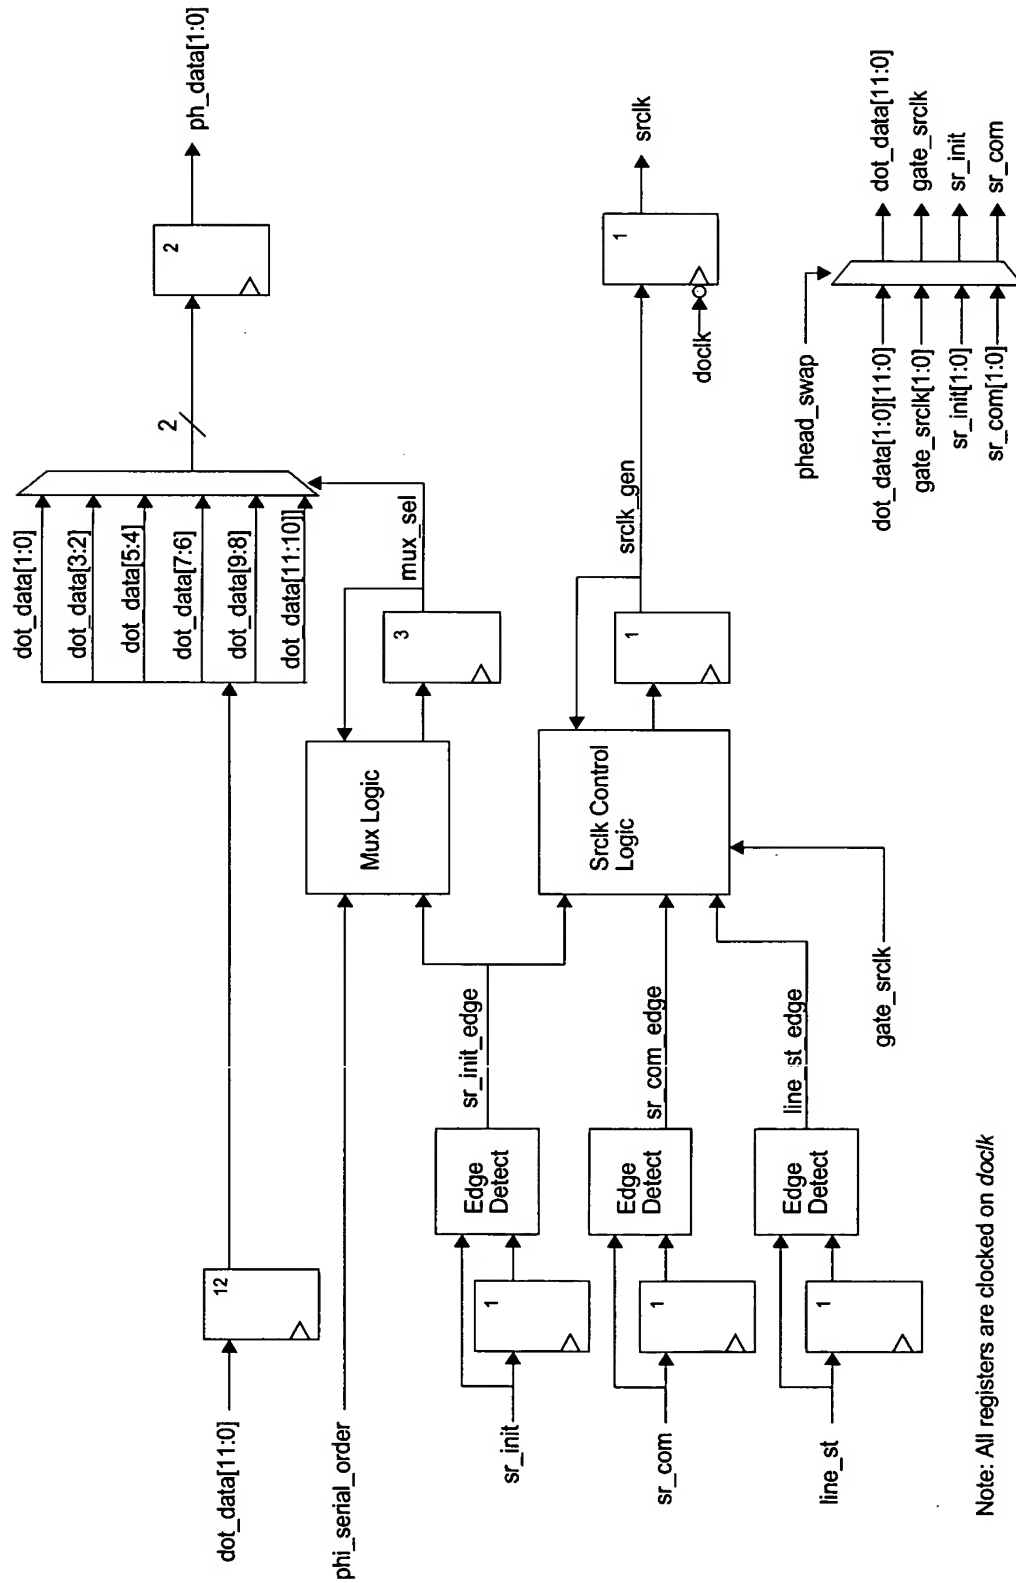 dot_data[11:0]
12
dot_data[1:0]
dot_data[3:2]
dot_data[5:4]
dot_data[7:6]
dot_data[9:8]
dot_data[11:10]]
2
2
ph_data[1:0]
phi_serial_order
Mux Logic
3
mux_sel
sr_init
1
Edge
Detect
sr_init_edge
sr_com
1
Edge
Detect
sr_com_edge
line_st
1
Edge
Detect
line_st_edge
gate_srclk
Srclk Control
Logic
1
srclk_gen
doclk
1
srclk
phead_swap
dot_data[1:0][11:0]
gate_srclk[1:0]
sr_init[1:0]
sr_com[1:0]
dot_data[11:0]
gate_srclk
sr_init
sr_com
Note: All registers are clocked on doclk